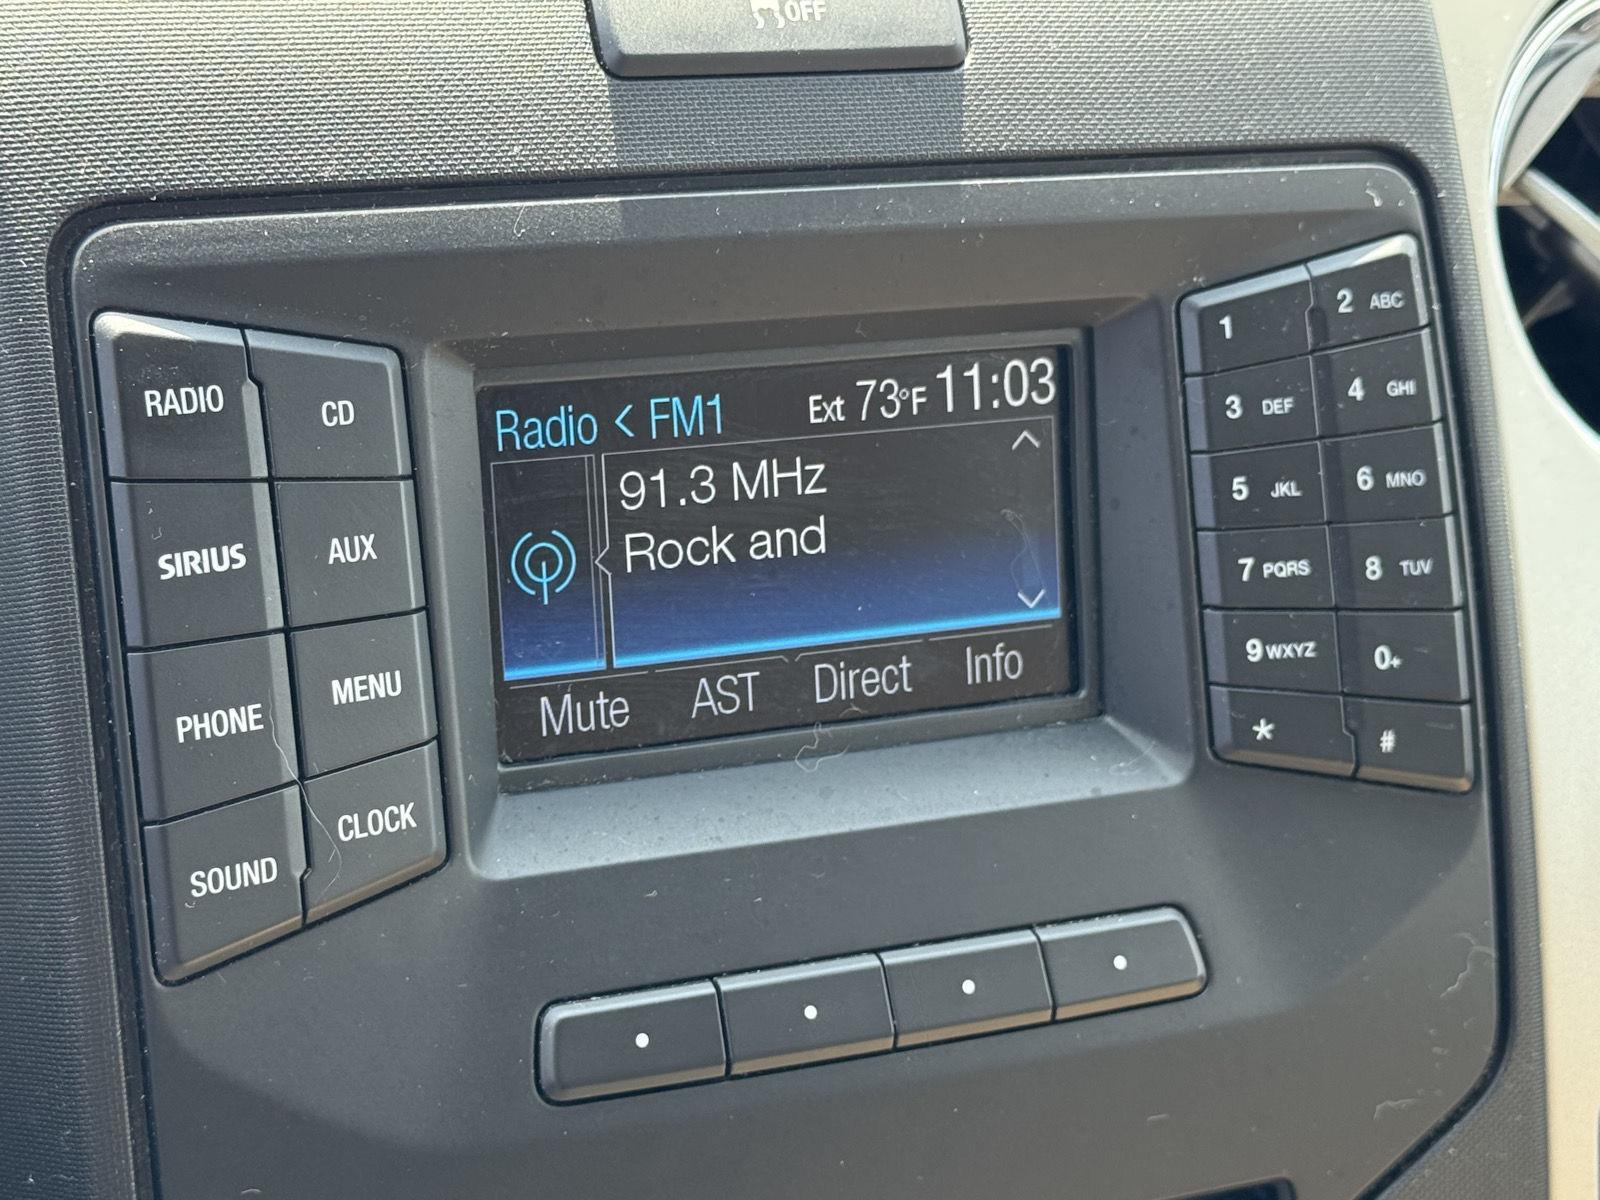 OFF
RADIO
CD
SIRIUS
AUX
PHONE
MENU
SOUND
CLOCK
Radio < FM1 Ext 73°F 11:03
91.3 MHz
Rock and
Mute AST Direct Info
1
2 ABC
3 DEF
4 GHI
5 JKL
6 MNO
7 PQRS
8 TUV
9 WXYZ
0+
*
#